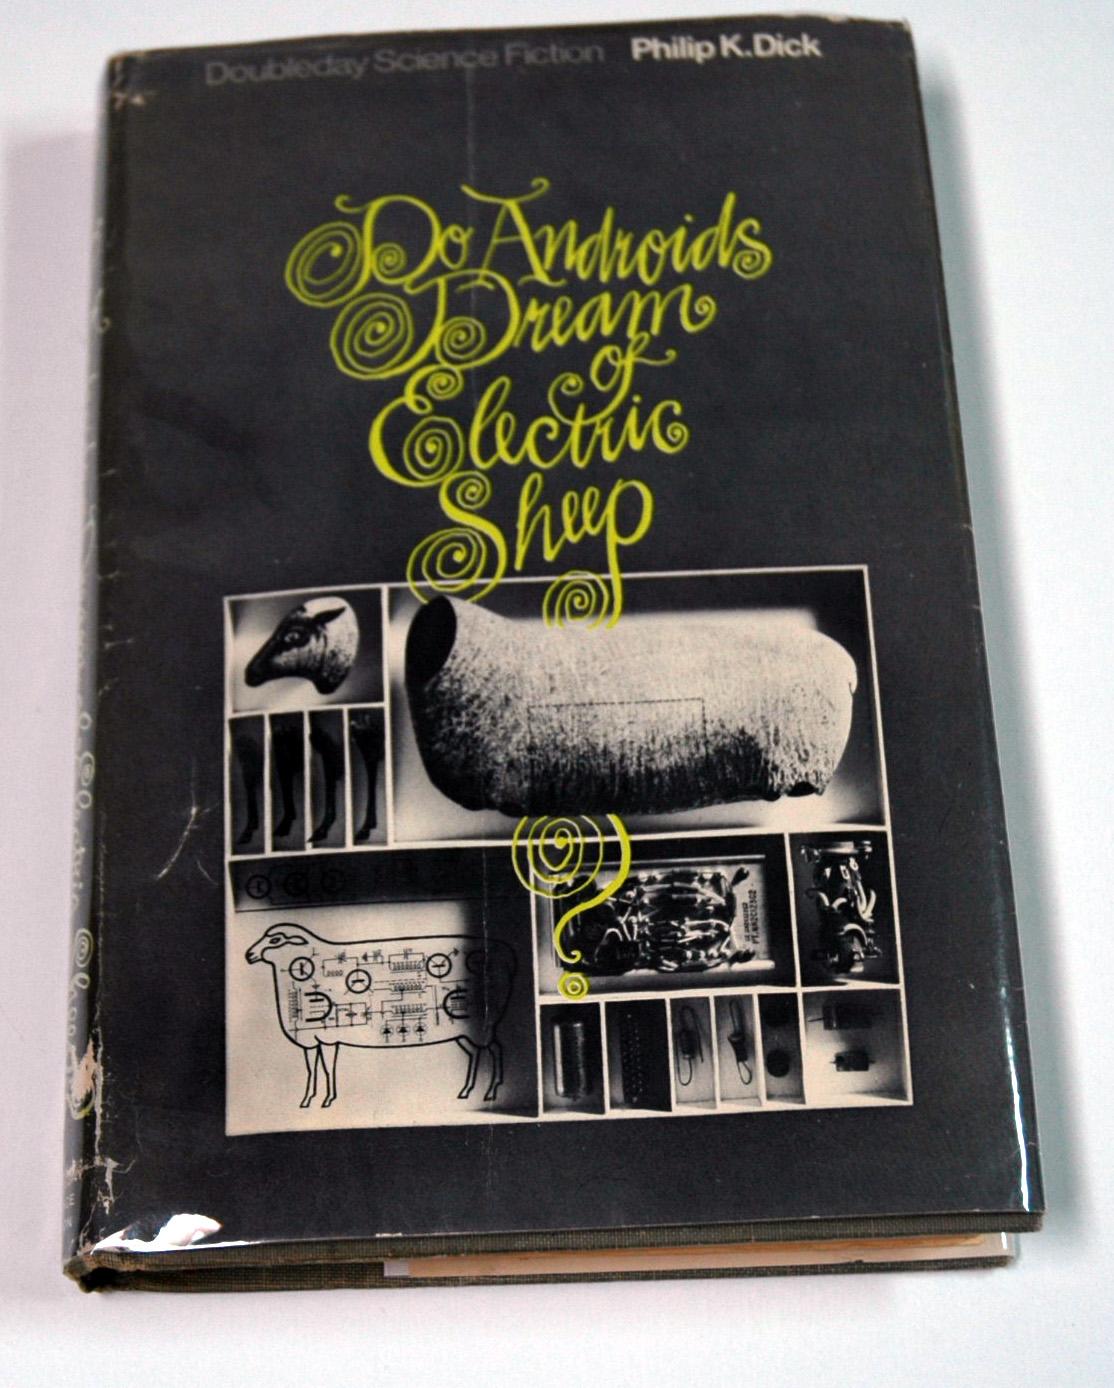 Doubleday Science Fiction Philip K. Dick
Do Androids
Dream
of
Electric
Sheep
?